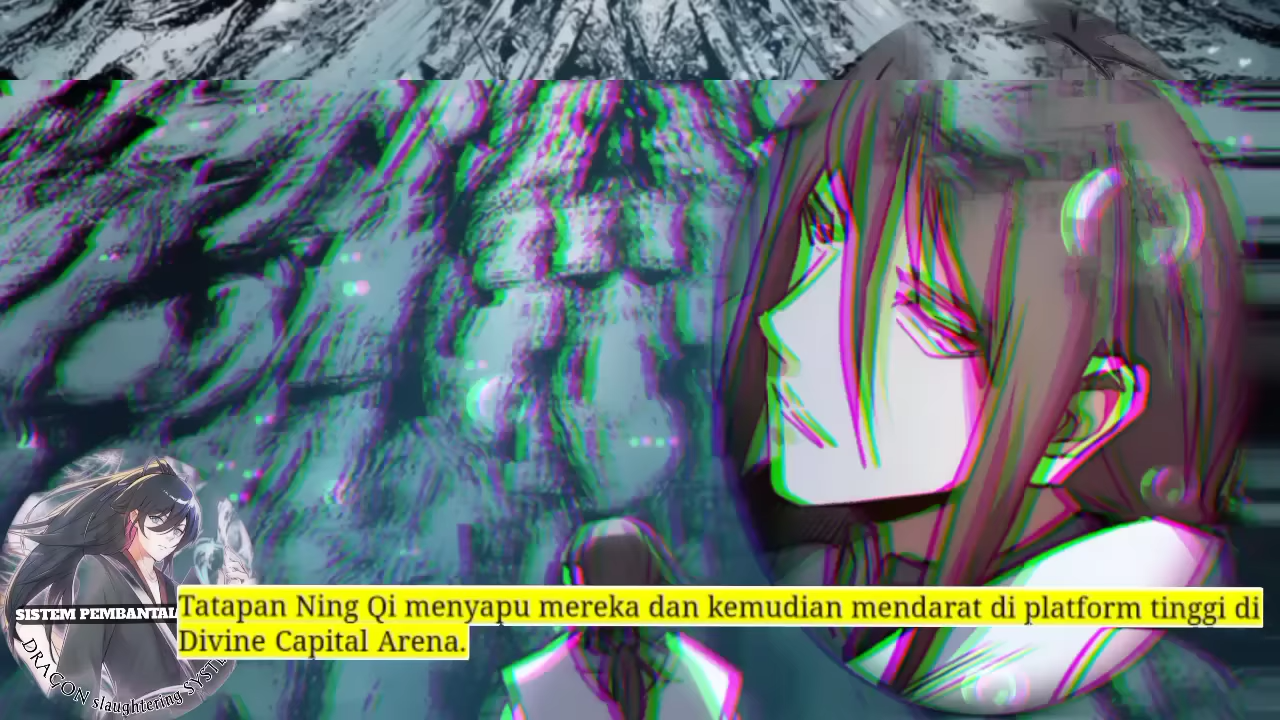 Tatapan Ning Qi menyapu mereka dan kemudian mendarat di platform tinggi di
Divine Capital Arena.
SISTEM PEMBANTAI
DRAGON slaughtering SYSTE